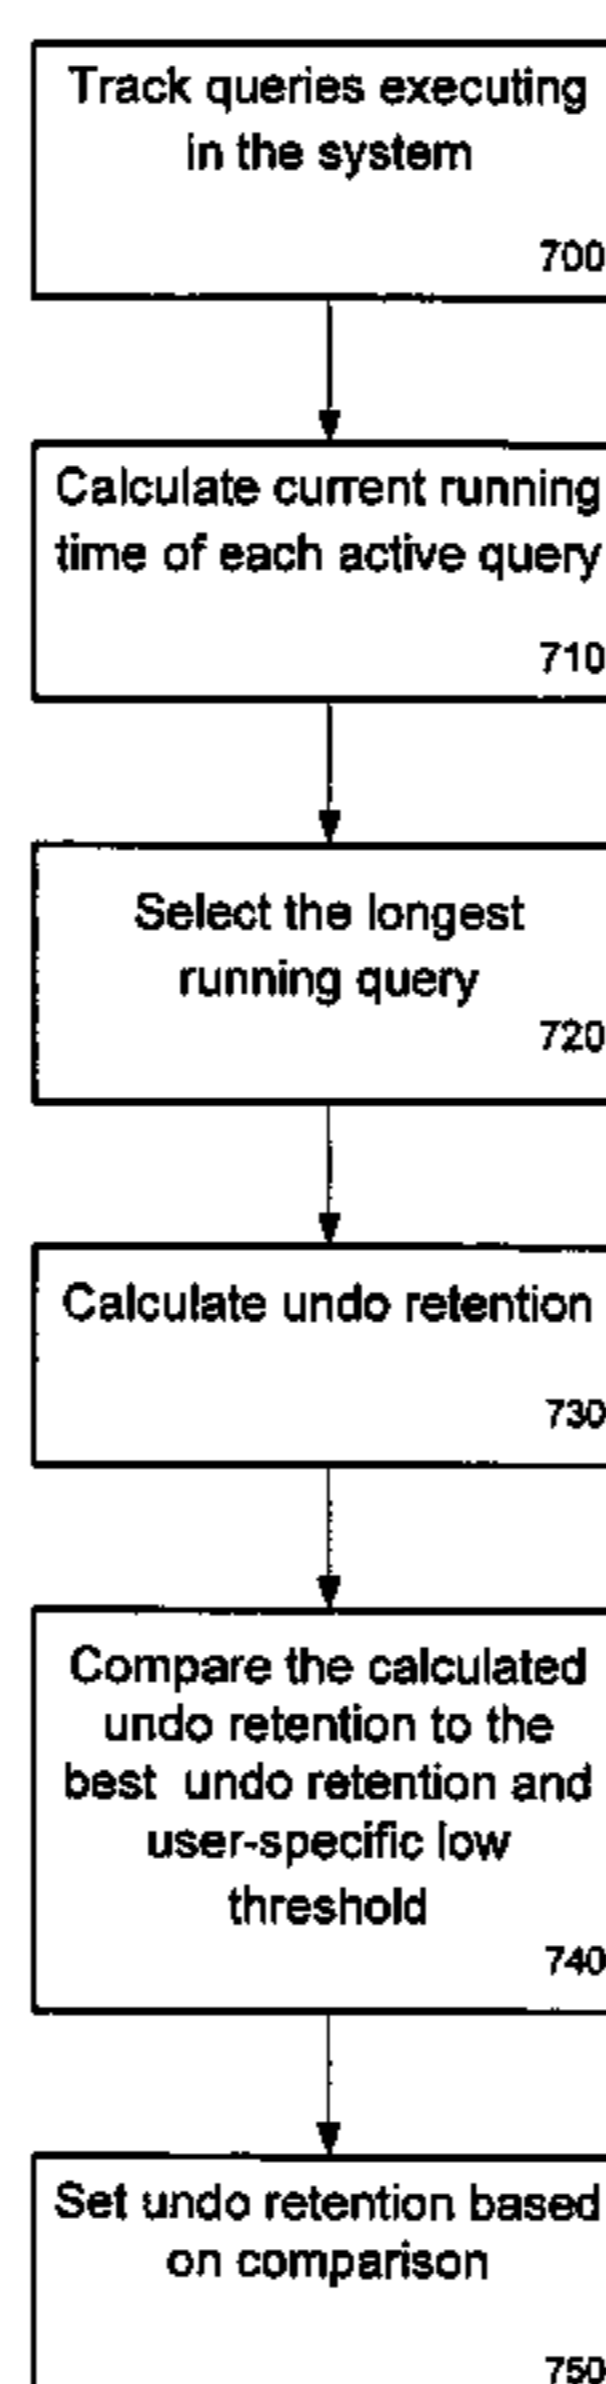 Track queries executing
in the system
700
Calculate current running
time of each active query
710
Select the longest
running query
720
Calculate undo retention
730
Compare the calculated
undo retention to the
best undo retention and
user-specific low
threshold
740
Set undo retention based
on comparison
750